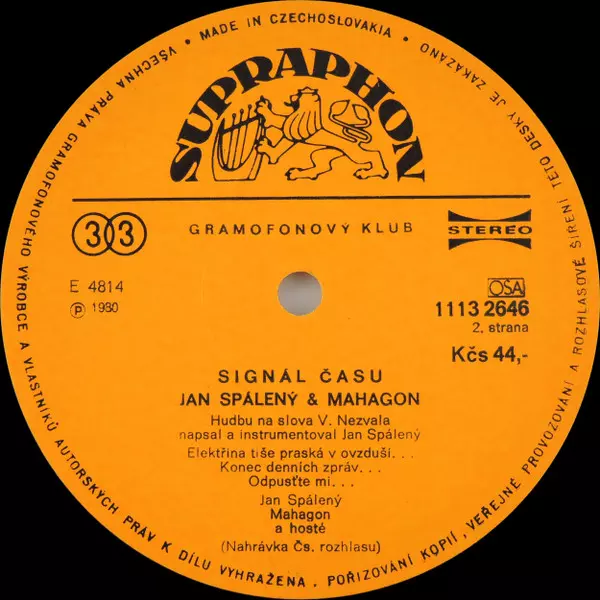 VŠECHNA PRÁVA GRAMOFONOVÉHO VÝROBCE A VLASTNÍKŮ AUTORSKÝCH PRÁV K DÍLU VYHRAŽENA. POŘIZOVÁNÍ KOPIÍ, VEŘEJNÉ PROVOZOVÁNÍ A ROZHLASOVÉ ŠÍŘENÍ TÉTO DESKY JE ZAKÁZÁNO
• MADE IN CZECHOSLOVAKIA •
SUPRAPHON
33 GRAMOFONOVÝ KLUB STEREO
E 4814
OSA
℗ 1980
1113 2646
2. strana
Kčs 44,-
SIGNÁL ČASU
JAN SPÁLENÝ & MAHAGON
Hudbu na slova V. Nezvala
napsal a instrumentoval Jan Spálený
Elektřina tiše praská v ovzduší. . .
Konec denních zpráv. . .
Odpusťte mi. . .
Jan Spálený
Mahagon
a hosté
(Nahrávka Čs. rozhlasu)